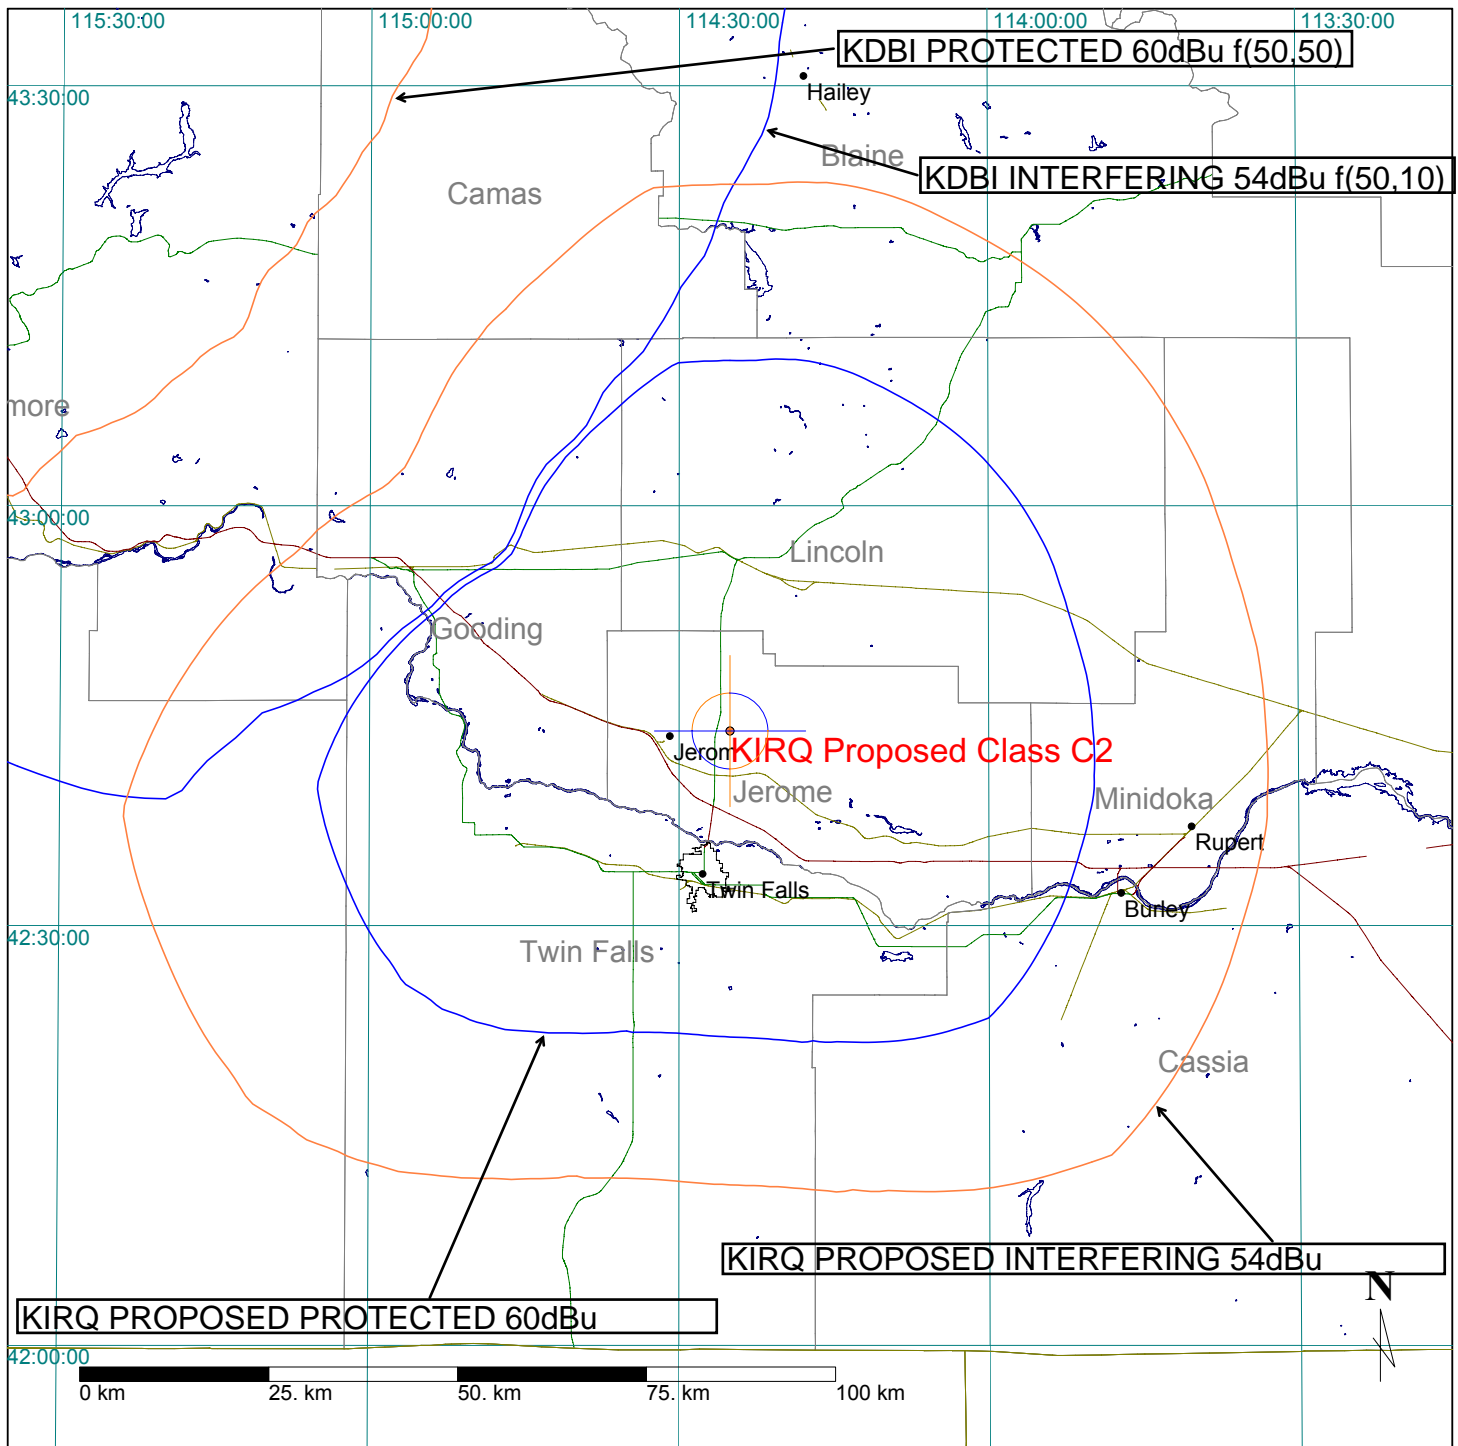 115:30:00
115:00:00
114:30:00
114:00:00
113:30:00
KDBI PROTECTED 60dBu f(50,50)
43:30:00
Hailey
Blaine
KDBI INTERFERING 54dBu f(50,10)
Camas
more
43:00:00
Lincoln
Gooding
Jerom
KIRQ Proposed Class C2
Jerome
Minidoka
Rupert
Twin Falls
Burley
42:30:00
Twin Falls
Cassia
KIRQ PROPOSED INTERFERING 54dBu
N
KIRQ PROPOSED PROTECTED 60dBu
42:00:00
0 km
25. km
50. km
75. km
100 km